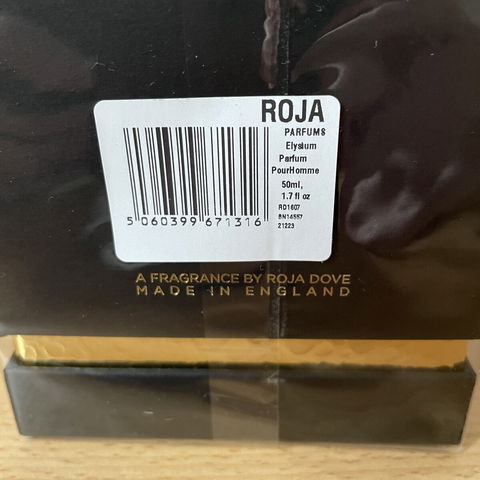 ROJA
PARFUMS
Elysium
Parfum
PourHomme
50ml,
1.7 fl oz
RD1607
BN14557
21223
5 060399 671316
A FRAGRANCE BY ROJA DOVE
MADE IN ENGLAND